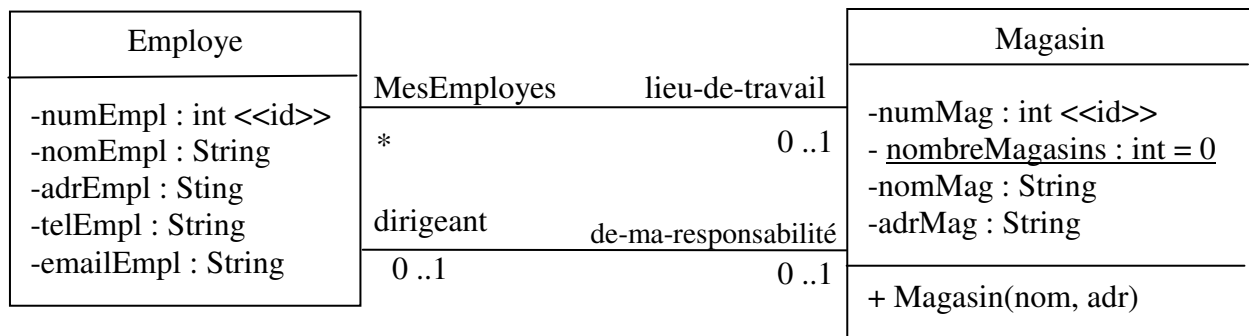 Employe
-numEmpl : int <<id>>
-nomEmpl : String
-adrEmpl : Sting
-telEmpl : String
-emailEmpl : String
MesEmployes lieu-de-travail
* 0 ..1
dirigeant de-ma-responsabilité
0 ..1 0 ..1
Magasin
-numMag : int <<id>>
- nombreMagasins : int = 0
-nomMag : String
-adrMag : String
+ Magasin(nom, adr)